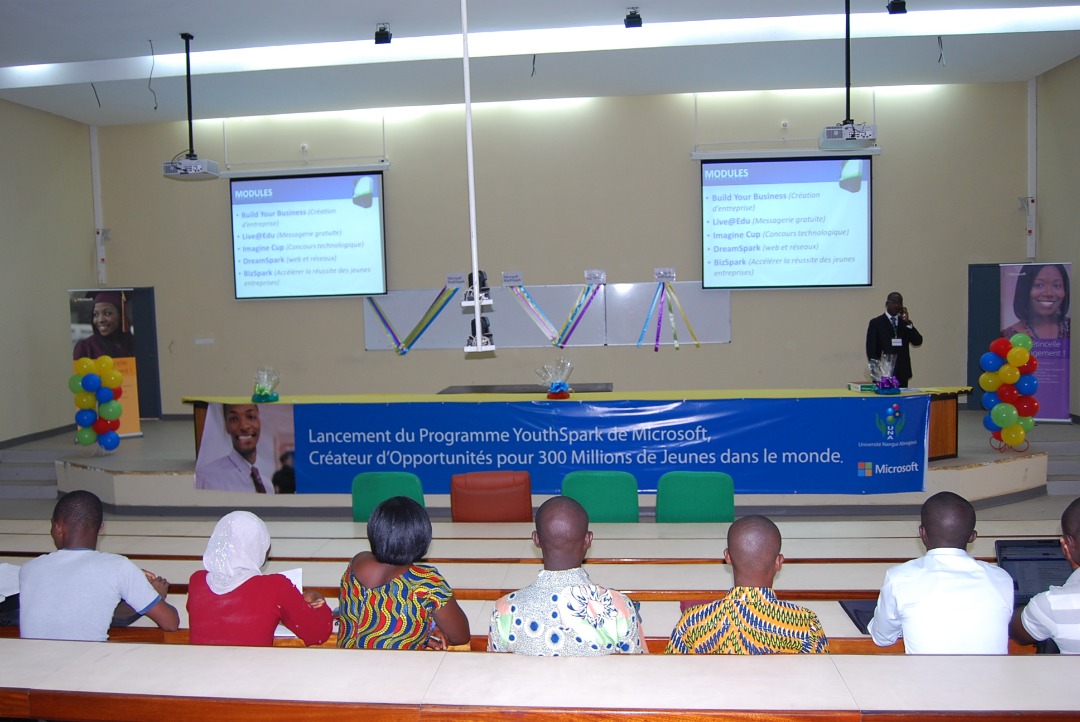 MODULES
• Build Your Business (Création
d'entreprise)
• Live@Edu (Messagerie gratuite)
• Imagine Cup (Concours technologique)
• DreamSpark (web et réseaux)
• BizSpark (Accélérer la réussite des jeunes
entreprises)
MODULES
• Build Your Business (Création
d'entreprise)
• Live@Edu (Messagerie gratuite)
• Imagine Cup (Concours technologique)
• DreamSpark (web et réseaux)
• BizSpark (Accélérer la réussite des jeunes
entreprises)
Microsoft
Lancement du Programme YouthSpark de Microsoft,
Créateur d'Opportunités pour 300 Millions de Jeunes dans le monde.
UNA
Université Nangui Abrogoua
Microsoft